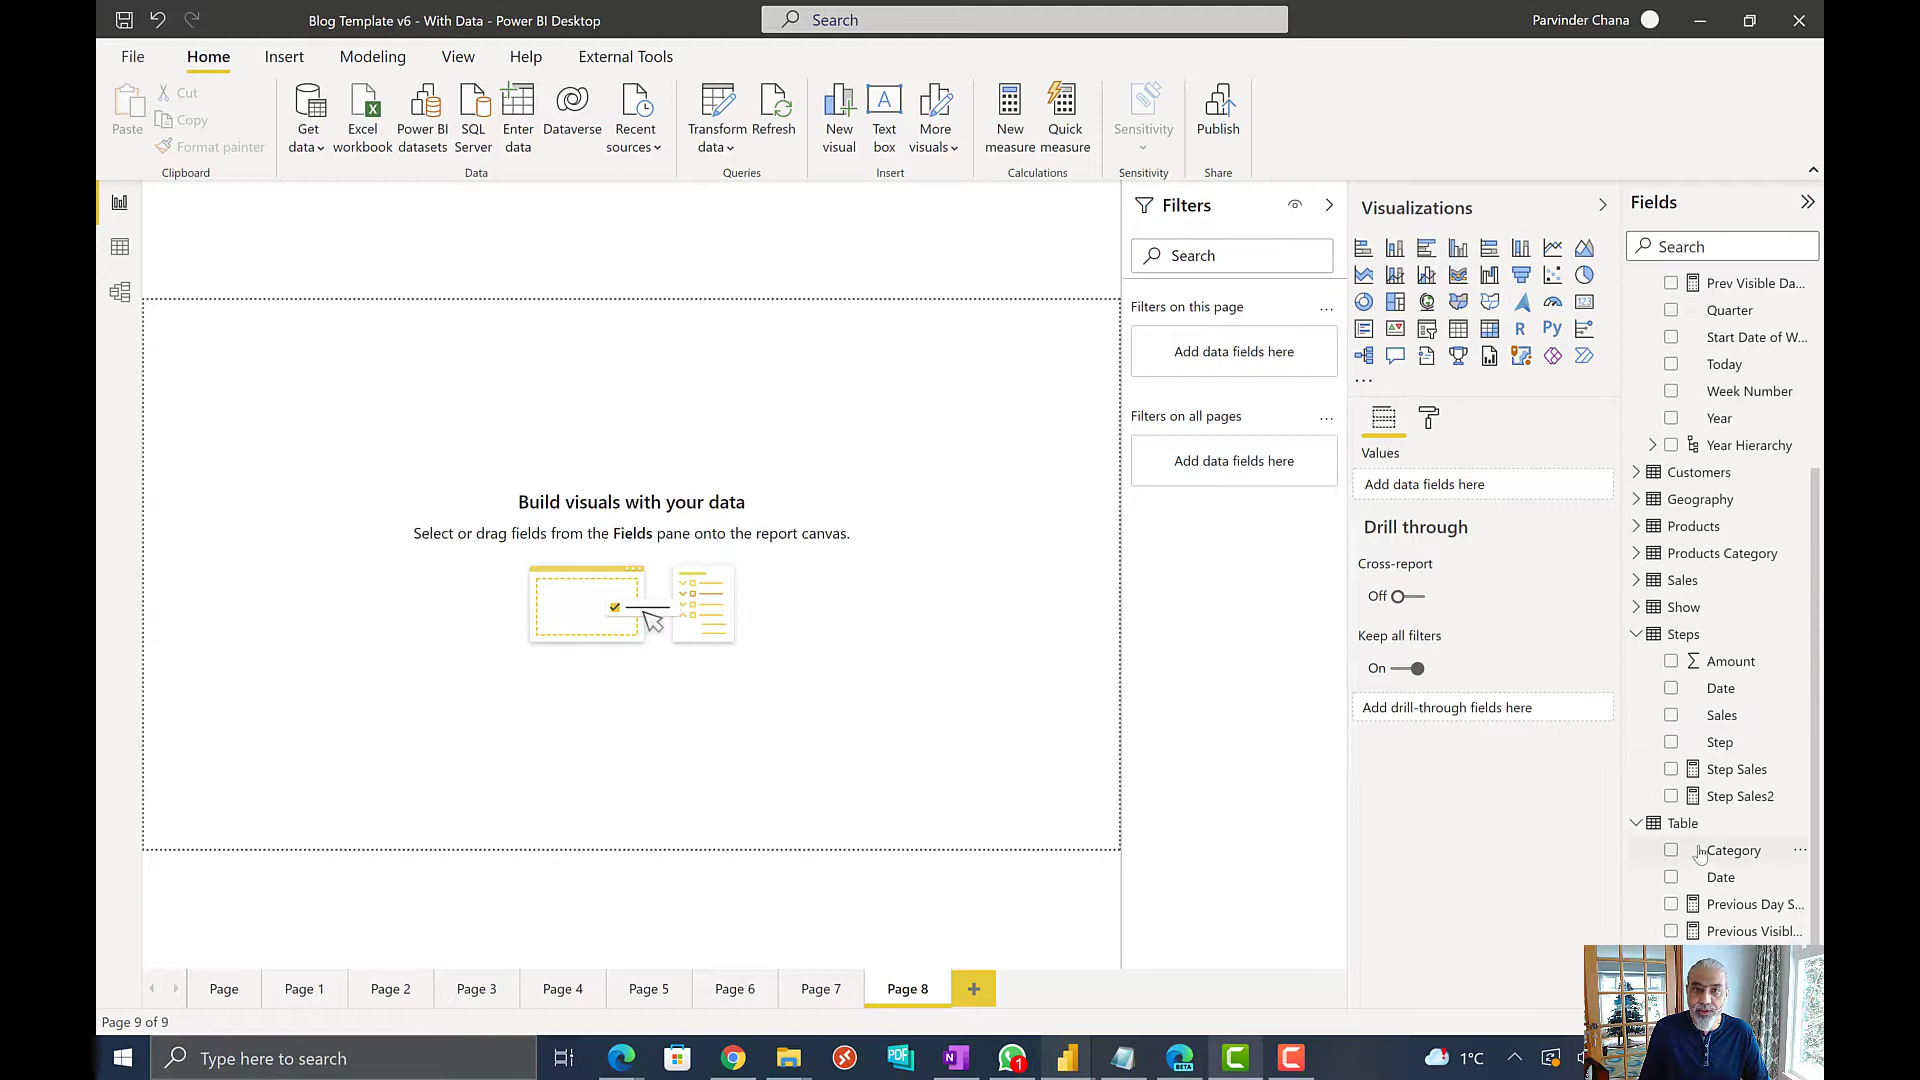 Blog Template v6 - With Data - Power BI Desktop
Search
Parvinder Chana
File
Home
Insert
Modeling
View
Help
External Tools
Paste
Cut
Copy
Format painter
Clipboard
Get data
Excel workbook
Power BI datasets
SQL Server
Enter data
Dataverse
Recent sources
Data
Transform data
Refresh
Queries
New visual
Text box
More visuals
Insert
New measure
Quick measure
Calculations
Sensitivity
Sensitivity
Publish
Share
Build visuals with your data
Select or drag fields from the Fields pane onto the report canvas.
Filters
Search
Filters on this page
...
Add data fields here
Filters on all pages
...
Add data fields here
Visualizations
R
Py
123
...
Values
Add data fields here
Drill through
Cross-report
Off
Keep all filters
On
Add drill-through fields here
Fields
Search
Prev Visible Da...
Quarter
Start Date of W...
Today
Week Number
Year
Year Hierarchy
Customers
Geography
Products
Products Category
Sales
Show
Steps
Amount
Date
Sales
Step
Step Sales
Step Sales2
Table
Category
...
Date
Previous Day S...
Previous Visibl...
Page
Page 1
Page 2
Page 3
Page 4
Page 5
Page 6
Page 7
Page 8
Page 9 of 9
Type here to search
PDF
N
1
BETA
C
C
1°C